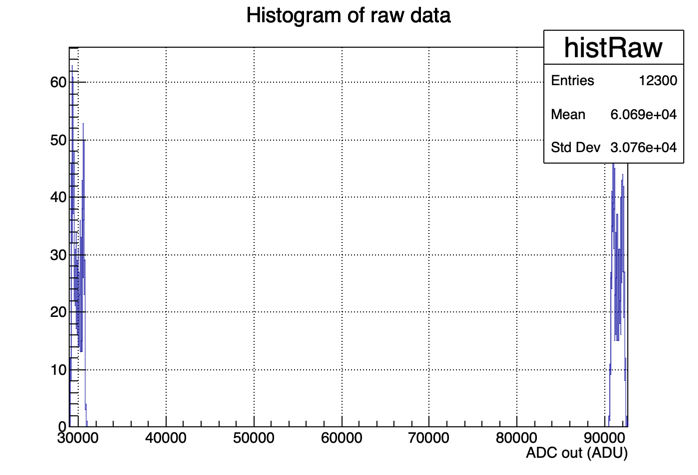 Histogram of raw data
histRaw
Entries 12300
Mean 6.069e+04
Std Dev 3.076e+04
60
50
40
30
20
10
0
30000 40000 50000 60000 70000 80000 90000
ADC out (ADU)